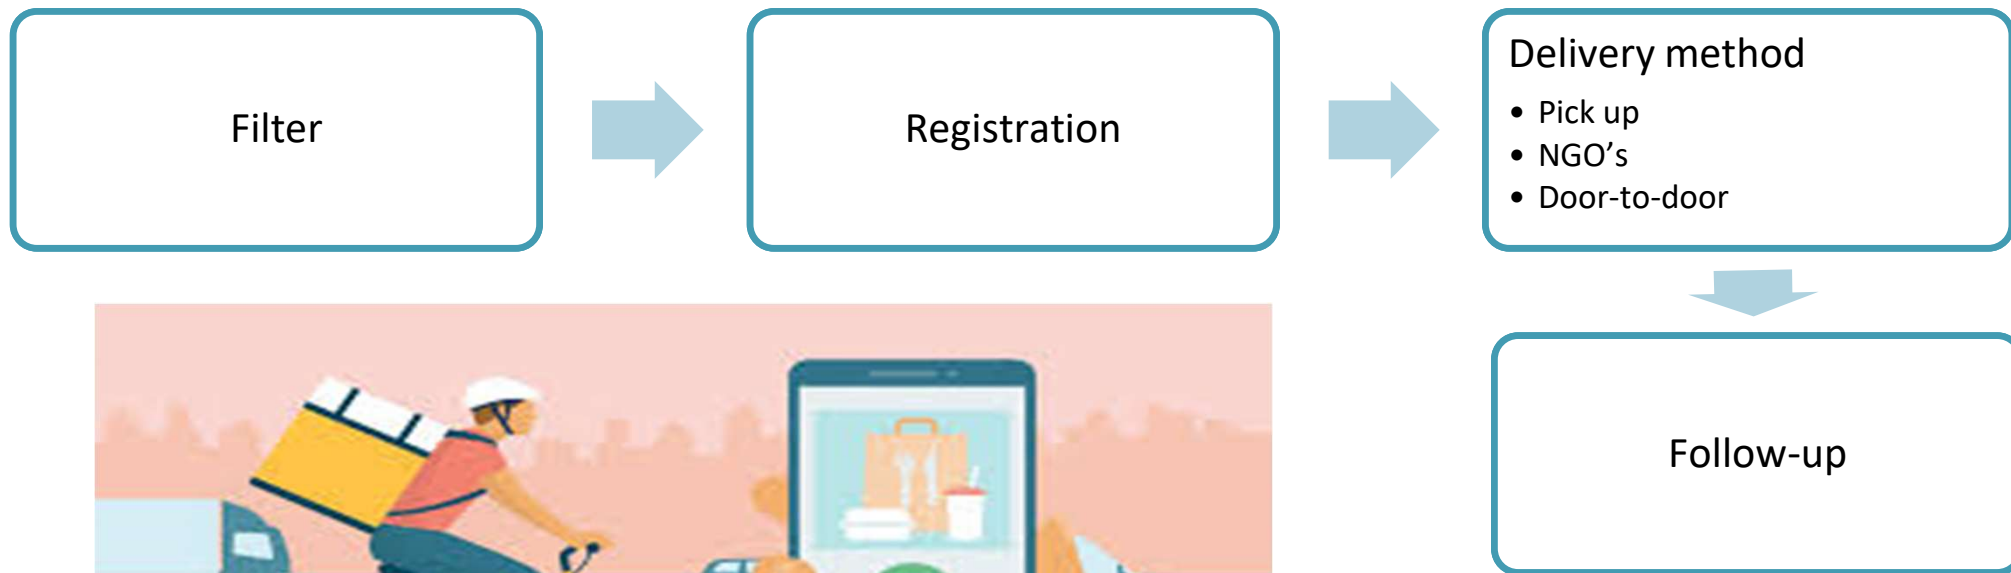 Filter
Registration
Delivery method
• Pick up
• NGO’s
• Door-to-door
Follow-up